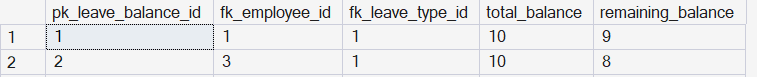 pk_leave_balance_id fk_employee_id fk_leave_type_id total_balance remaining_balance
1 1 1 1 10 9
2 2 3 1 10 8